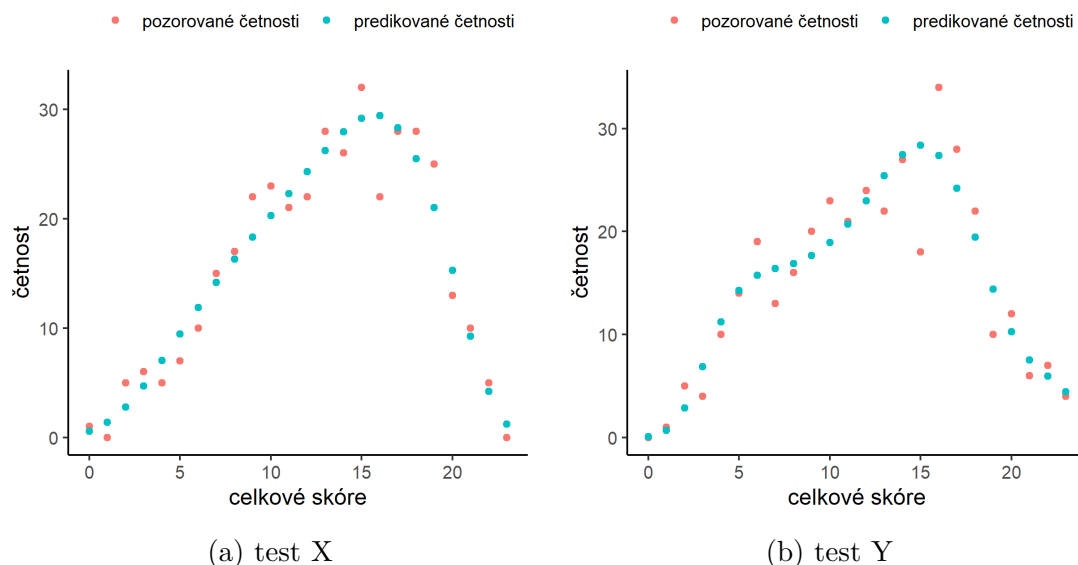 pozorované četnosti predikované četnosti
četnost
30
20
10
0
0 5 10 15 20
celkové skóre
(a) test X
pozorované četnosti predikované četnosti
četnost
30
20
10
0
0 5 10 15 20
celkové skóre
(b) test Y